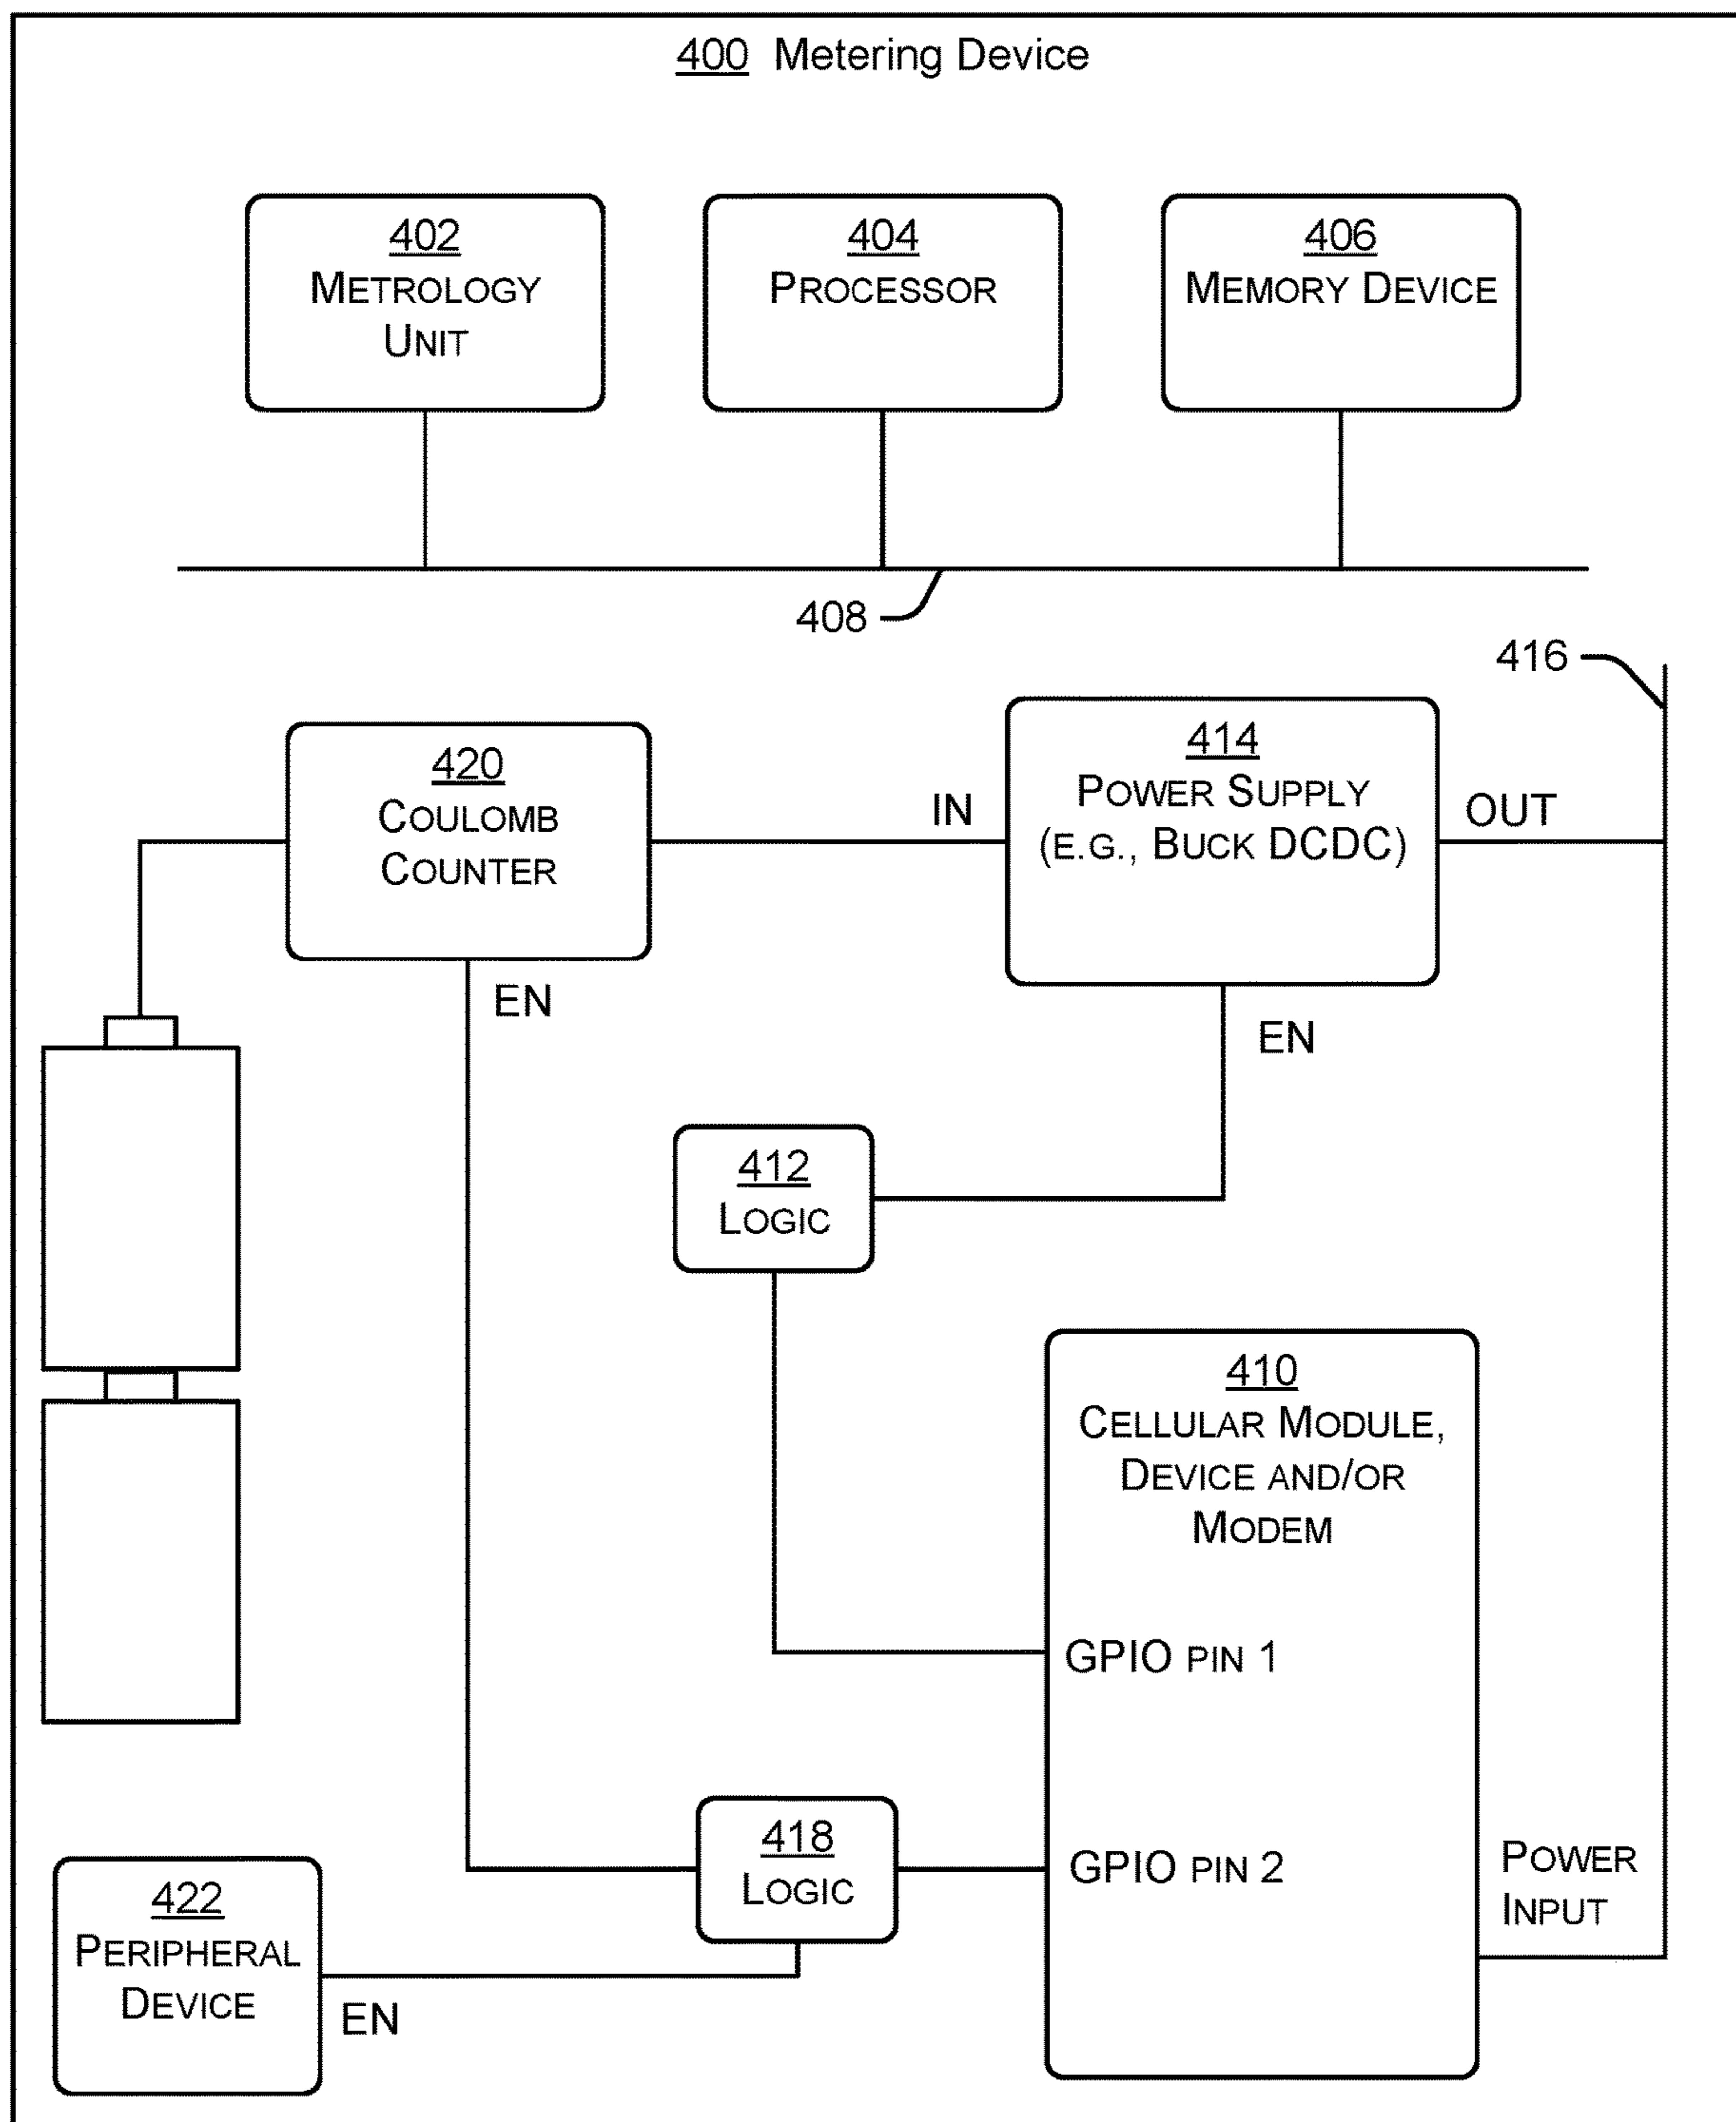 400 Metering Device
402
METROLOGY
UNIT
404
PROCESSOR
406
MEMORY DEVICE
408
416
420
COULOMB
COUNTER
IN
414
POWER SUPPLY
(E.G., BUCK DCDC)
OUT
EN
EN
412
LOGIC
410
CELLULAR MODULE,
DEVICE AND/OR
MODEM
GPIO PIN 1
418
LOGIC
GPIO PIN 2
POWER
INPUT
422
PERIPHERAL
DEVICE
EN